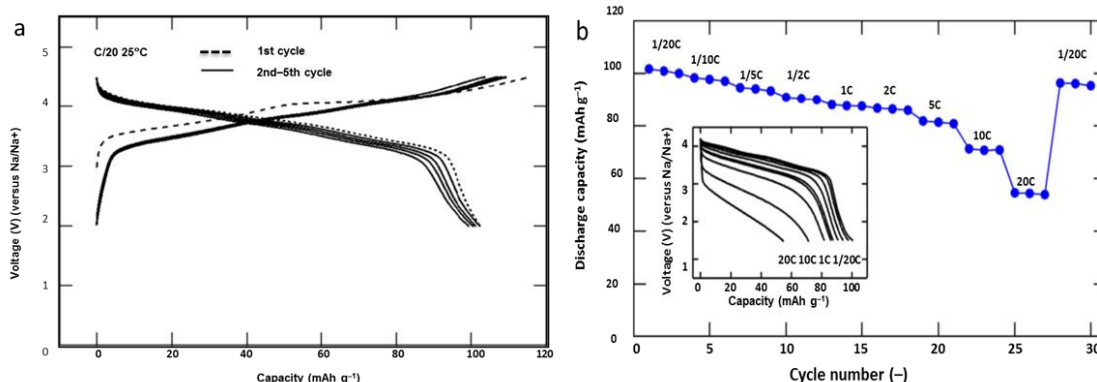 a
C/20 25°C
1st cycle
2nd–5th cycle
Voltage (V) (versus Na/Na+)
5
4
3
2
1
0
0 20 40 60 80 100 120
Capacity (mAh g⁻¹)
b
Discharge capacity (mAh g⁻¹)
120
100
80
60
40
20
0
1/20C
1/10C
1/5C
1/2C
1C
2C
5C
10C
20C
1/20C
Voltage (V) (versus Na/Na+)
4
3
2
1
20C 10C 1C 1/20C
0 20 40 60 80 100
Capacity (mAh g⁻¹)
0 5 10 15 20 25 30
Cycle number (–)